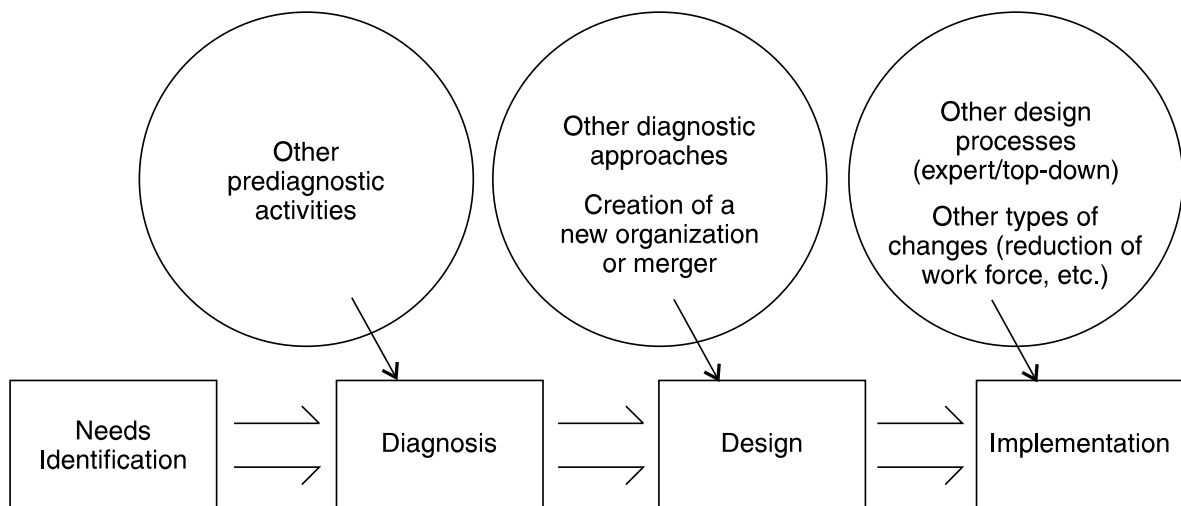 Other
prediagnostic
activities
Other diagnostic
approaches
Creation of a
new organization
or merger
Other design
processes
(expert/top-down)
Other types of
changes (reduction of
work force, etc.)
Needs
Identification
Diagnosis
Design
Implementation